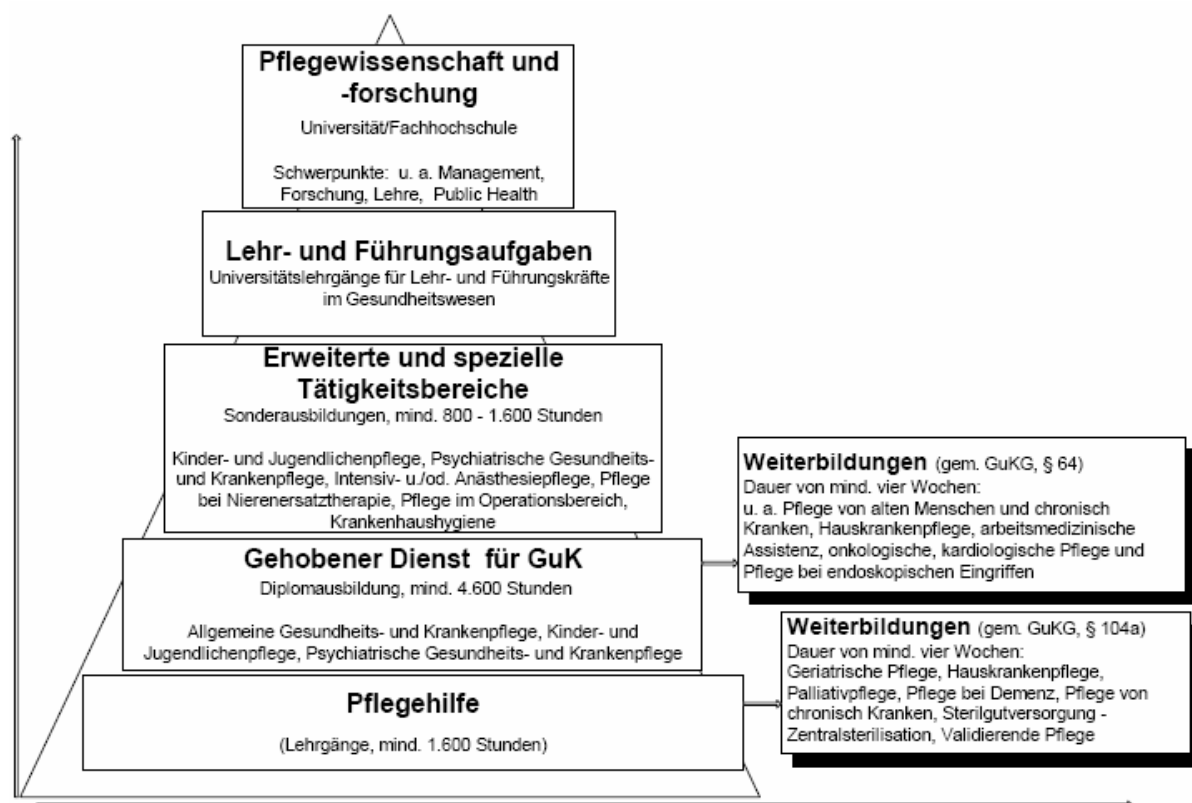 Pflegewissenschaft und
-forschung
Universität/Fachhochschule
Schwerpunkte: u. a. Management,
Forschung, Lehre, Public Health
Lehr- und Führungsaufgaben
Universitätslehrgänge für Lehr- und Führungskräfte
im Gesundheitswesen
Erweiterte und spezielle
Tätigkeitsbereiche
Sonderausbildungen, mind. 800 - 1.600 Stunden
Kinder- und Jugendlichenpflege, Psychiatrische Gesundheits-
und Krankenpflege, Intensiv- u./od. Anästhesiepflege, Pflege
bei Nierenersatztherapie, Pflege im Operationsbereich,
Krankenhaushygiene
Gehobener Dienst für GuK
Diplomausbildung, mind. 4.600 Stunden
Allgemeine Gesundheits- und Krankenpflege, Kinder- und
Jugendlichenpflege, Psychiatrische Gesundheits- und Krankenpflege
Weiterbildungen (gem. GuKG, § 64)
Dauer von mind. vier Wochen:
u. a. Pflege von alten Menschen und chronisch
Kranken, Hauskrankenpflege, arbeitsmedizinische
Assistenz, onkologische, kardiologische Pflege und
Pflege bei endoskopischen Eingriffen
Pflegehilfe
(Lehrgänge, mind. 1.600 Stunden)
Weiterbildungen (gem. GuKG, § 104a)
Dauer von mind. vier Wochen:
Geriatrische Pflege, Hauskrankenpflege,
Palliativpflege, Pflege bei Demenz, Pflege von
chronisch Kranken, Sterilgutversorgung -
Zentralsterilisation, Validierende Pflege